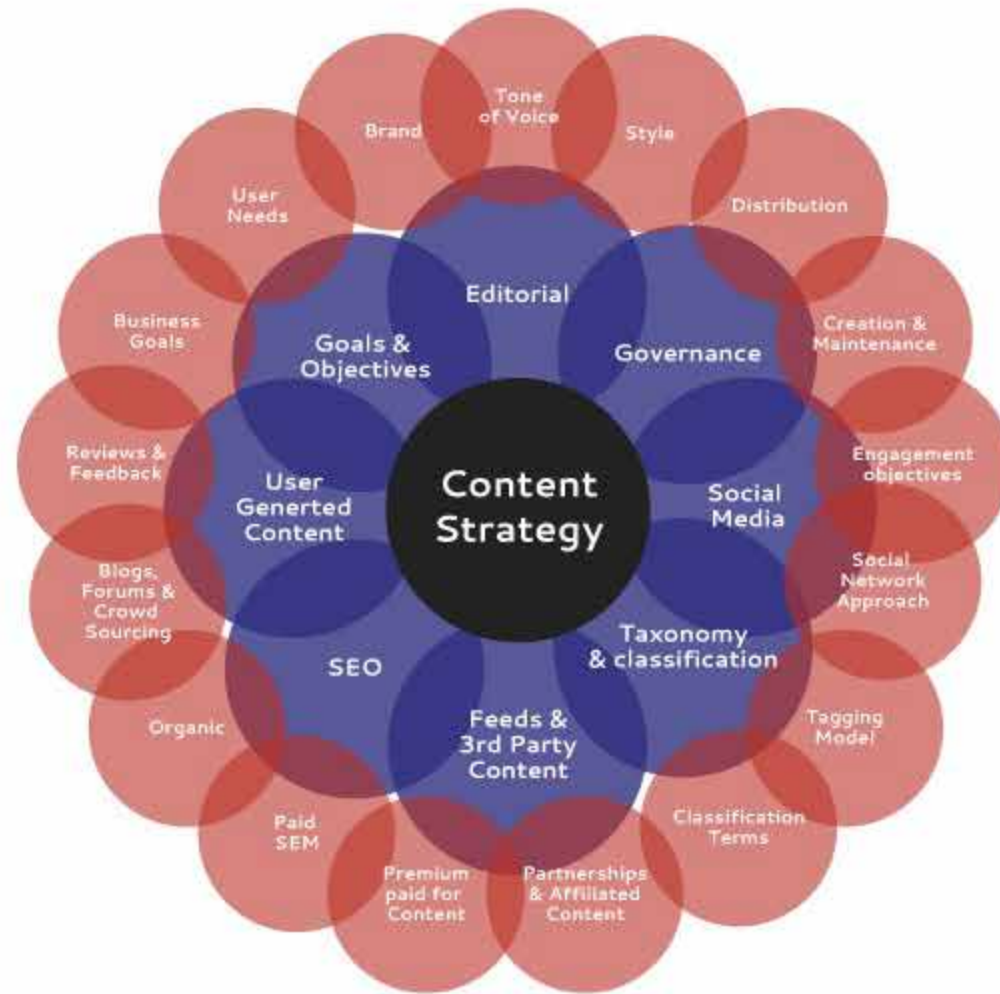 Tone
of Voice
Brand
Style
User
Needs
Distribution
Editorial
Business
Goals
Goals &
Objectives
Governance
Creation &
Maintenance
Reviews &
Feedback
User
Generted
Content
Content
Strategy
Social
Media
Engagement
objectives
Blogs,
Forums &
Crowd
Sourcing
Social
Network
Approach
SEO
Taxonomy
& classification
Organic
Feeds &
3rd Party
Content
Tagging
Model
Paid
SEM
Classification
Terms
Premium
paid for
Content
Partnerships
& Affiliated
Content